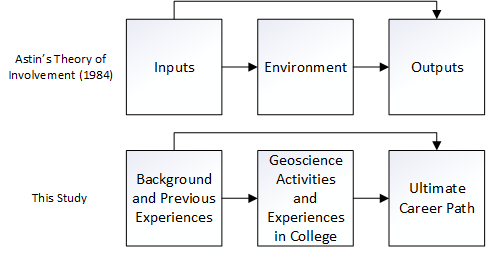 Astin's Theory of
Involvement (1984)
Inputs
Environment
Outputs
This Study
Background
and Previous
Experiences
Geoscience
Activities
and
Experiences
in College
Ultimate
Career Path